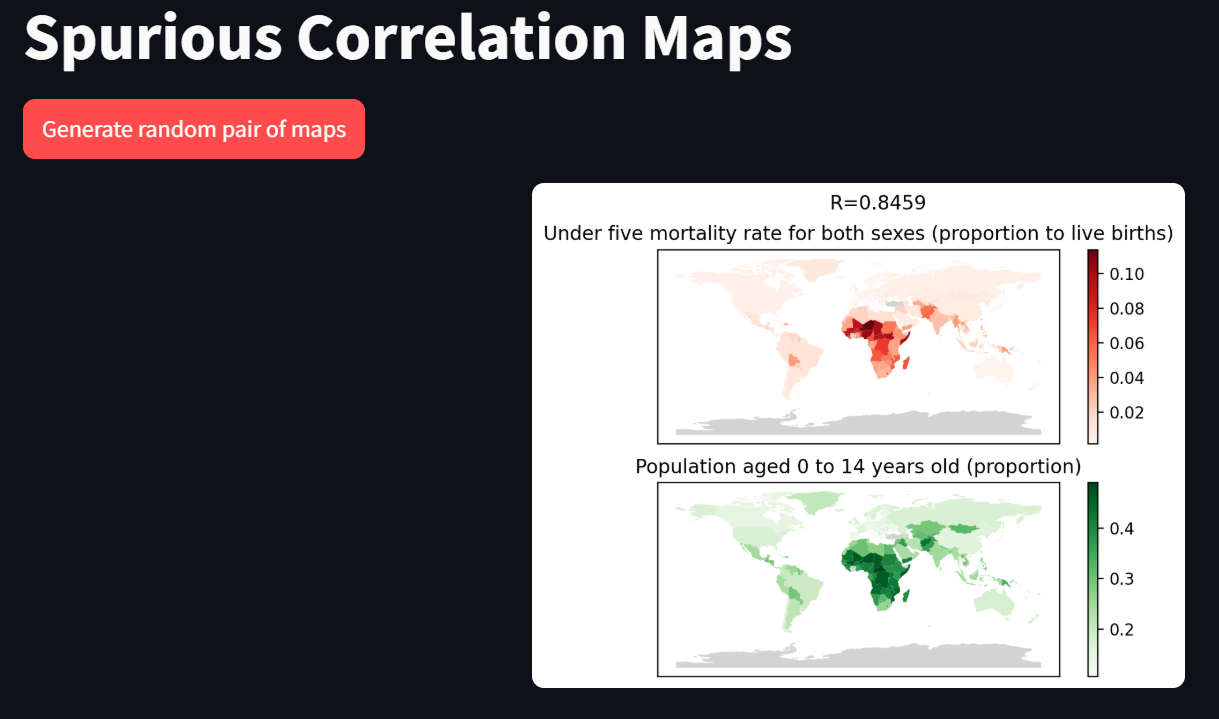 Spurious Correlation Maps
Generate random pair of maps
R=0.8459
Under five mortality rate for both sexes (proportion to live births)
0.10
0.08
0.06
0.04
0.02
Population aged 0 to 14 years old (proportion)
0.4
0.3
0.2